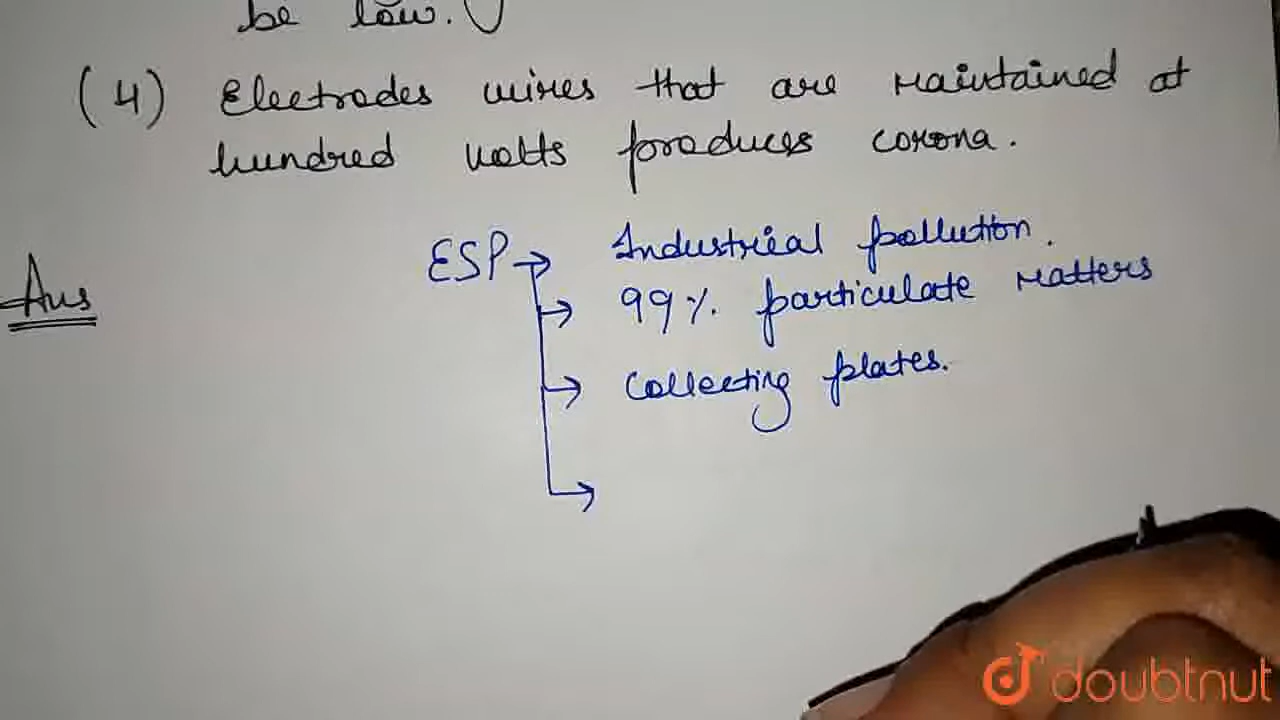 be low.
(4) Electrodes wires that are maintained at
hundred volts produces corona.
Ans
ESP → Industrial pollution.
→ 99% particulate matters
→ Collecting plates.
→
doubtnut